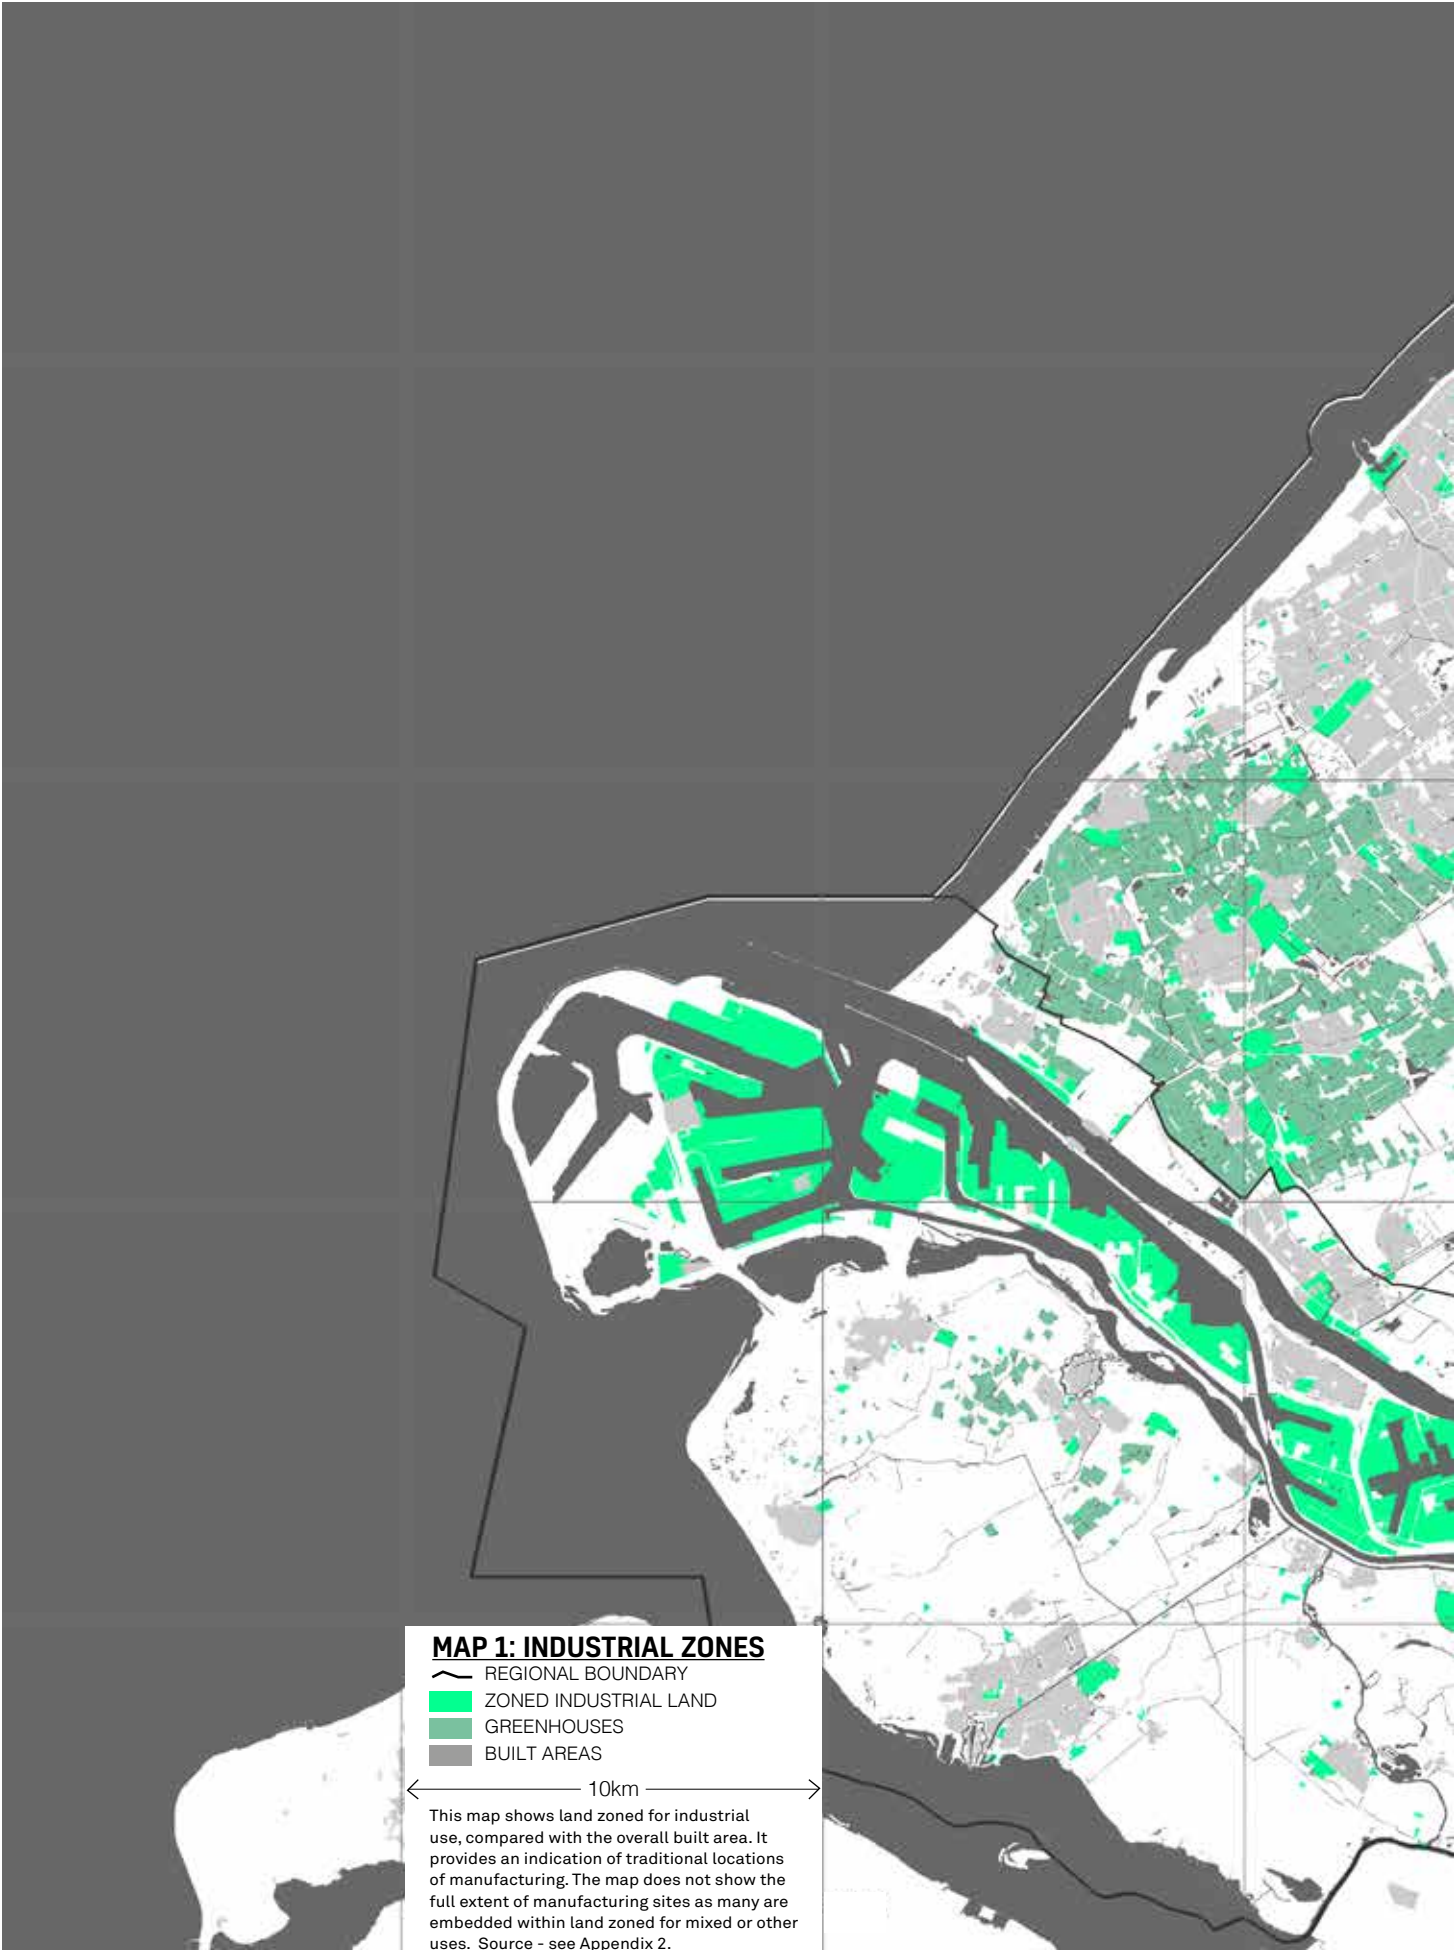 MAP 1: INDUSTRIAL ZONES
REGIONAL BOUNDARY
ZONED INDUSTRIAL LAND
GREENHOUSES
BUILT AREAS
10km
This map shows land zoned for industrial
use, compared with the overall built area. It
provides an indication of traditional locations
of manufacturing. The map does not show the
full extent of manufacturing sites as many are
embedded within land zoned for mixed or other
uses. Source - see Appendix 2.